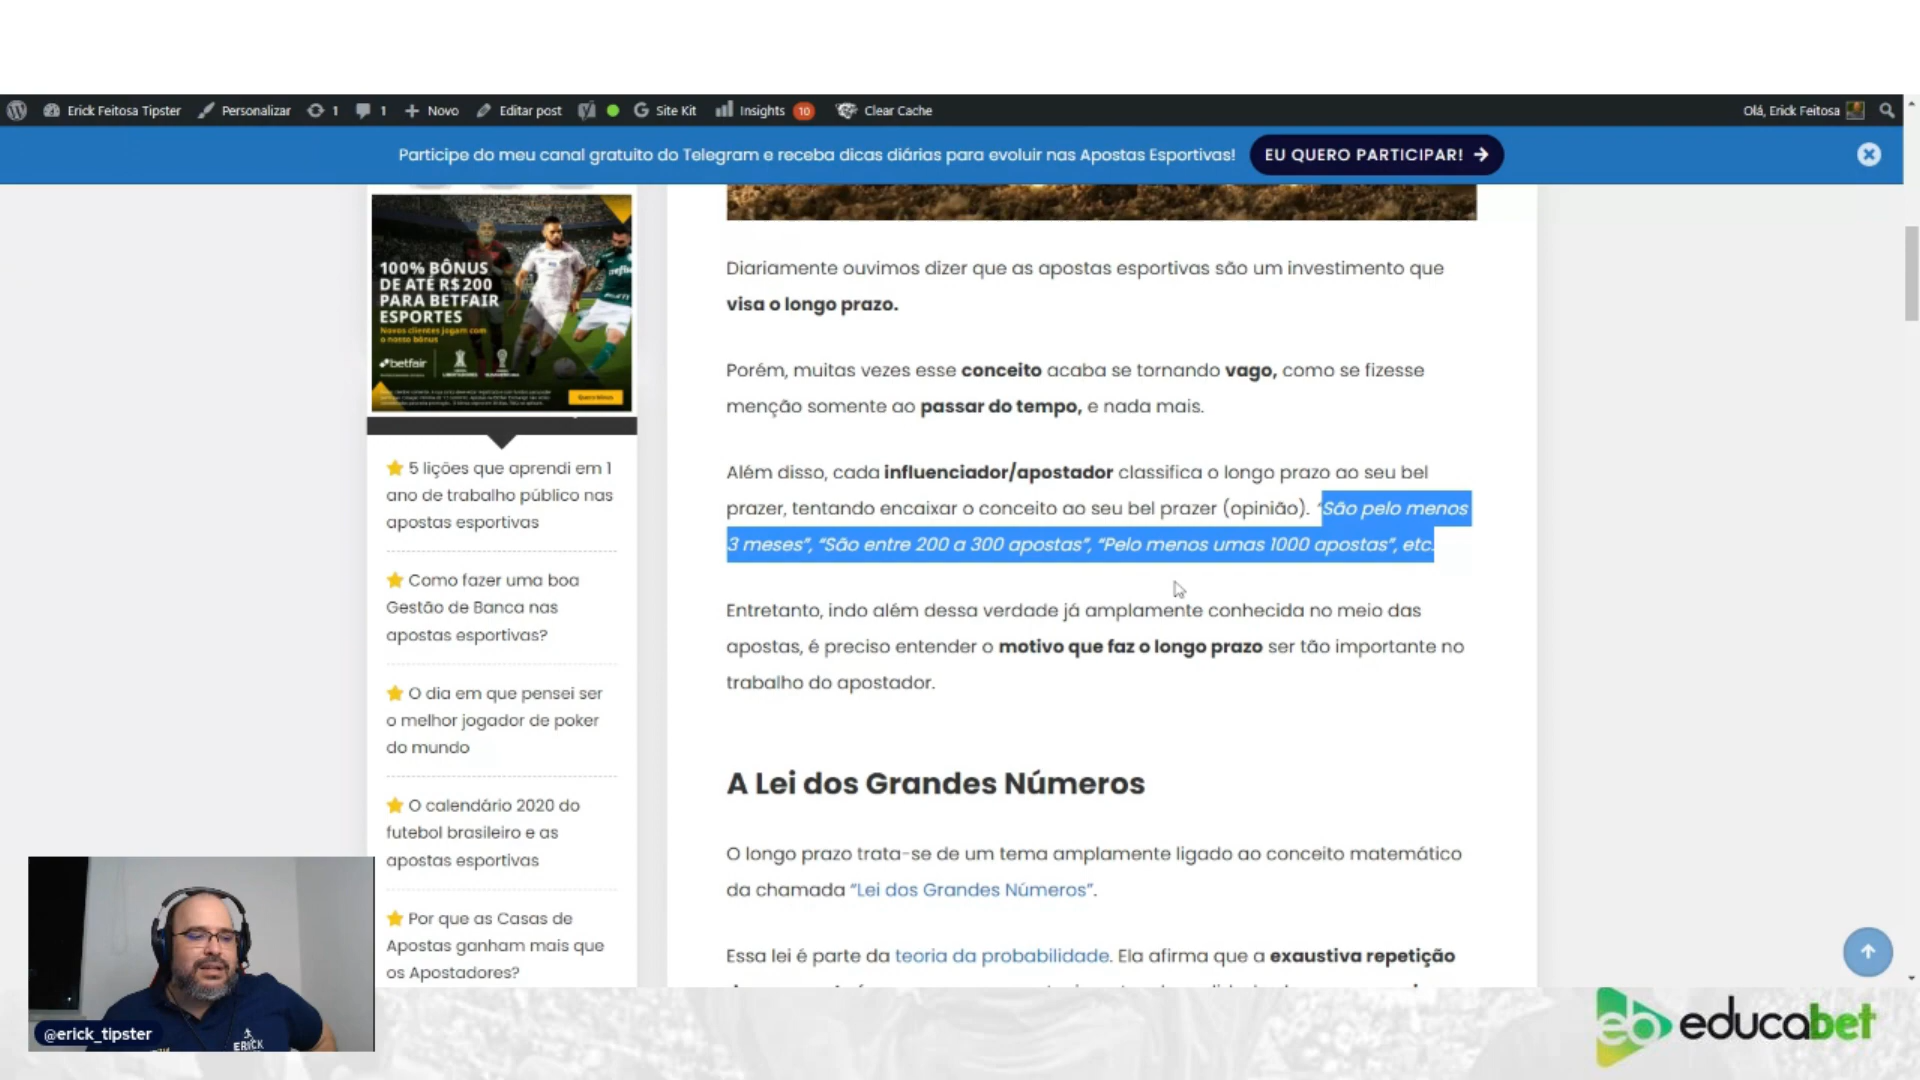 Erick Feitosa Tipster Personalizar 1 1 Novo Editar post Site Kit Insights 10 Clear Cache Olá, Erick Feitosa
Participe do meu canal gratuito do Telegram e receba dicas diárias para evoluir nas Apostas Esportivas! EU QUERO PARTICIPAR!
100% BÔNUS
DE ATÉ R$200
PARA BETFAIR
ESPORTES
Novos clientes jogam com
o nosso bônus
betfair
5 lições que aprendi em 1
ano de trabalho público nas
apostas esportivas
Como fazer uma boa
Gestão de Banca nas
apostas esportivas?
O dia em que pensei ser
o melhor jogador de poker
do mundo
O calendário 2020 do
futebol brasileiro e as
apostas esportivas
Por que as Casas de
Apostas ganham mais que
os Apostadores?
Diariamente ouvimos dizer que as apostas esportivas são um investimento que
visa o longo prazo.
Porém, muitas vezes esse conceito acaba se tornando vago, como se fizesse
menção somente ao passar do tempo, e nada mais.
Além disso, cada influenciador/apostador classifica o longo prazo ao seu bel
prazer, tentando encaixar o conceito ao seu bel prazer (opinião). “São pelo menos
3 meses”, “São entre 200 a 300 apostas”, “Pelo menos umas 1000 apostas”, etc.
Entretanto, indo além dessa verdade já amplamente conhecida no meio das
apostas, é preciso entender o motivo que faz o longo prazo ser tão importante no
trabalho do apostador.
A Lei dos Grandes Números
O longo prazo trata-se de um tema amplamente ligado ao conceito matemático
da chamada “Lei dos Grandes Números”.
Essa lei é parte da teoria da probabilidade. Ela afirma que a exaustiva repetição
@erick_tipster
ERICK
eb educabet